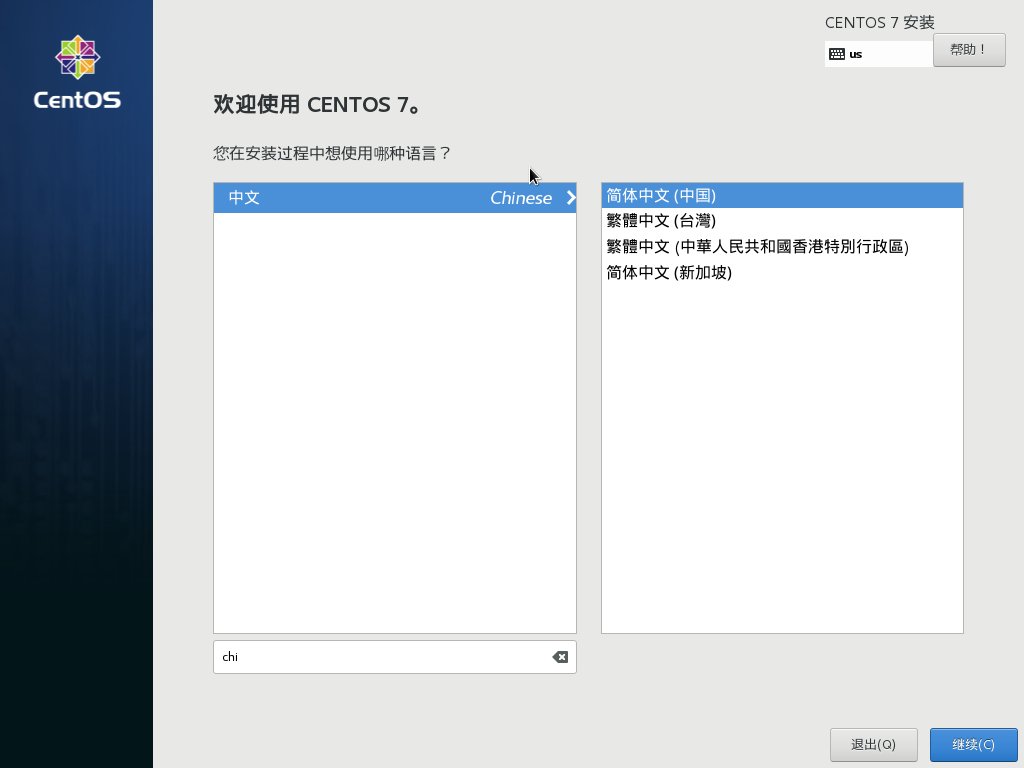 CentOS
CENTOS 7 安装
us
帮助！
欢迎使用 CENTOS 7。
您在安装过程中想使用哪种语言？
中文 Chinese
简体中文 (中国)
繁體中文 (台灣)
繁體中文 (中華人民共和國香港特別行政區)
简体中文 (新加坡)
chi
退出(Q)
继续(C)